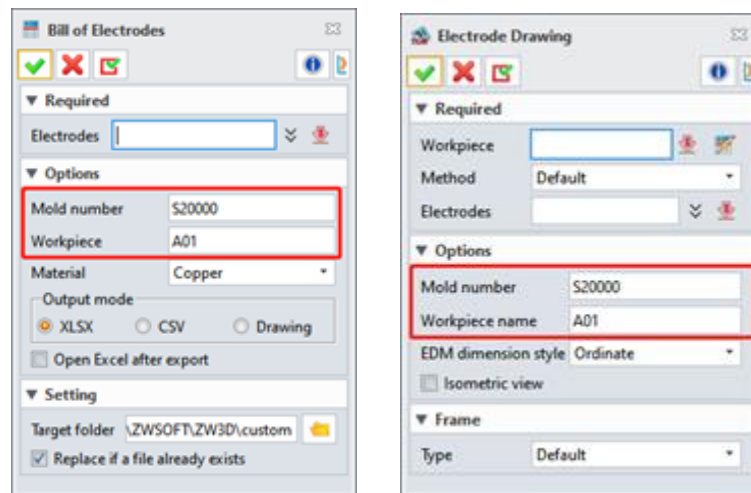 Bill of Electrodes
Required
Electrodes
Options
Mold number S20000
Workpiece A01
Material Copper
Output mode
XLSX CSV Drawing
Open Excel after export
Setting
Target folder \ZWSOFT\ZW3D\custom
Replace if a file already exists
Electrode Drawing
Required
Workpiece
Method Default
Electrodes
Options
Mold number S20000
Workpiece name A01
EDM dimension style Ordinate
Isometric view
Frame
Type Default